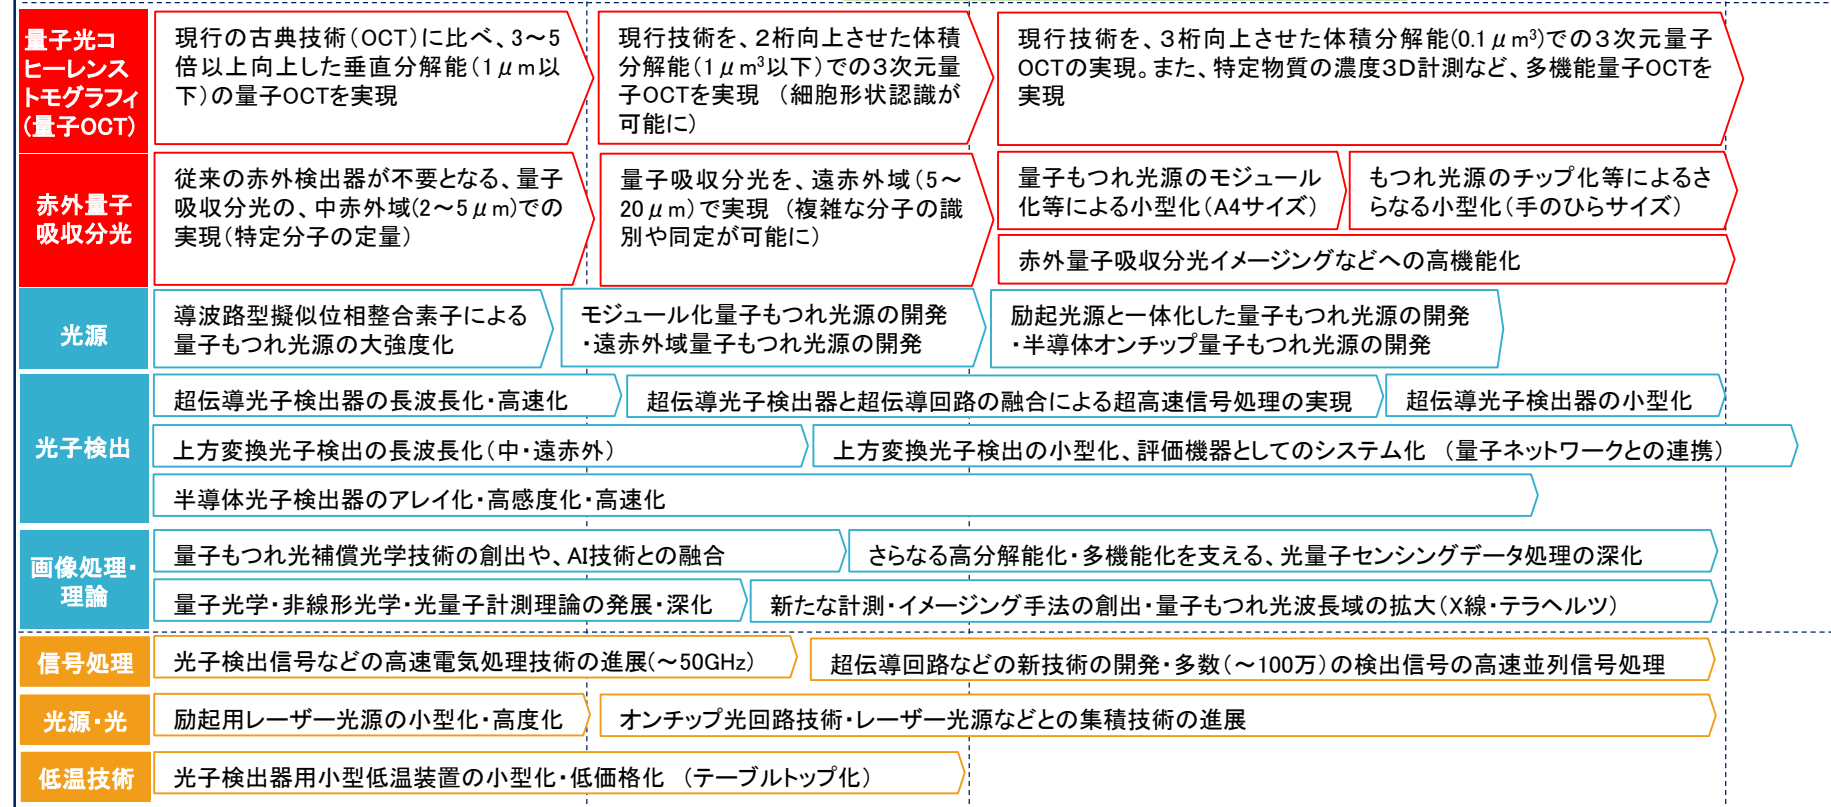 量子光コ
ヒーレンス
トモグラフィ
(量子OCT)
現行の古典技術(OCT)に比べ、3～5
倍以上向上した垂直分解能(1μm以
下)の量子OCTを実現
現行技術を、2桁向上させた体積
分解能(1μm³以下)での3次元量
子OCTを実現 (細胞形状認識が
可能に)
現行技術を、3桁向上させた体積分解能(0.1μm³)での3次元量子
OCTの実現。また、特定物質の濃度3D計測など、多機能量子OCTを
実現
赤外量子
吸収分光
従来の赤外検出器が不要となる、量子
吸収分光の、中赤外域(2～5μm)での
実現(特定分子の定量)
量子吸収分光を、遠赤外域(5～
20μm)で実現 (複雑な分子の識
別や同定が可能に)
量子もつれ光源のモジュール
化等による小型化(A4サイズ)
もつれ光源のチップ化等によるさ
らなる小型化(手のひらサイズ)
赤外量子吸収分光イメージングなどへの高機能化
光源
導波路型擬似位相整合素子による
量子もつれ光源の大強度化
モジュール化量子もつれ光源の開発
・遠赤外域量子もつれ光源の開発
励起光源と一体化した量子もつれ光源の開発
・半導体オンチップ量子もつれ光源の開発
光子検出
超伝導光子検出器の長波長化・高速化
超伝導光子検出器と超伝導回路の融合による超高速信号処理の実現
超伝導光子検出器の小型化
上方変換光子検出の長波長化(中・遠赤外)
上方変換光子検出の小型化、評価機器としてのシステム化 (量子ネットワークとの連携)
半導体光子検出器のアレイ化・高感度化・高速化
画像処理・
理論
量子もつれ光補償光学技術の創出や、AI技術との融合
さらなる高分解能化・多機能化を支える、光量子センシングデータ処理の深化
量子光学・非線形光学・光量子計測理論の発展・深化
新たな計測・イメージング手法の創出・量子もつれ光波長域の拡大(X線・テラヘルツ)
信号処理
光子検出信号などの高速電気処理技術の進展(～50GHz)
超伝導回路などの新技術の開発・多数(～100万)の検出信号の高速並列信号処理
光源・光
励起用レーザー光源の小型化・高度化
オンチップ光回路技術・レーザー光源などとの集積技術の進展
低温技術
光子検出器用小型低温装置の小型化・低価格化 (テーブルトップ化)